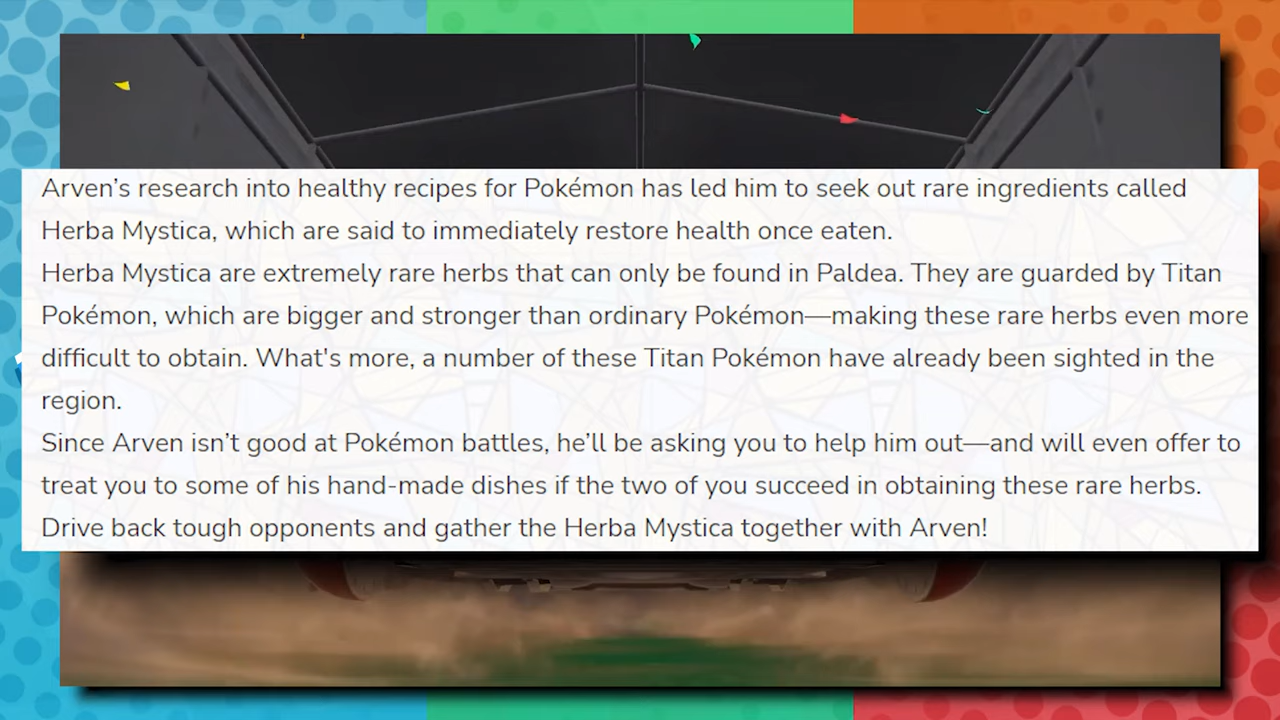 Arven’s research into healthy recipes for Pokémon has led him to seek out rare ingredients called
Herba Mystica, which are said to immediately restore health once eaten.
Herba Mystica are extremely rare herbs that can only be found in Paldea. They are guarded by Titan
Pokémon, which are bigger and stronger than ordinary Pokémon—making these rare herbs even more
difficult to obtain. What's more, a number of these Titan Pokémon have already been sighted in the
region.
Since Arven isn’t good at Pokémon battles, he’ll be asking you to help him out—and will even offer to
treat you to some of his hand-made dishes if the two of you succeed in obtaining these rare herbs.
Drive back tough opponents and gather the Herba Mystica together with Arven!